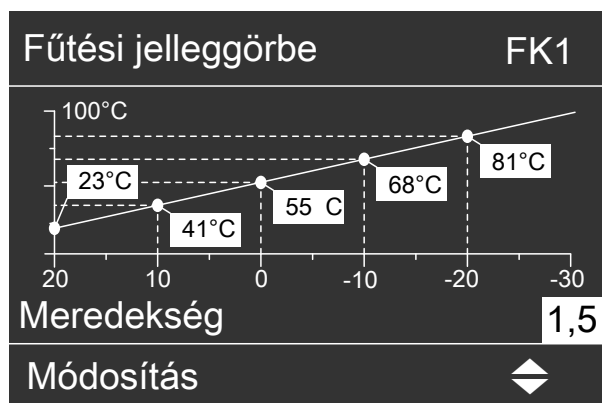 Fűtési jelleggörbe FK1
100°C
81°C
23°C
68°C
55 C
41°C
20 10 0 -10 -20 -30
Meredekség 1,5
Módosítás